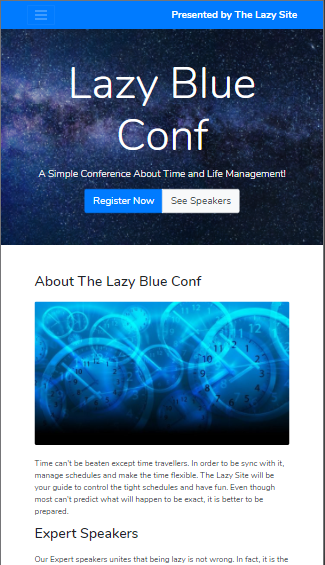 Presented by The Lazy Site
Lazy Blue
Conf
A Simple Conference About Time and Life Management!
Register Now See Speakers
About The Lazy Blue Conf
Time can't be beaten except time travellers. In order to be sync with it,
manage schedules and make the time flexible. The Lazy Site will be
your guide to control the tight schedules and have fun. Even though
most can't predict what will happen to be exact, it is better to be
prepared.
Expert Speakers
Our Expert speakers unites that being lazy is not wrong. In fact, it is the